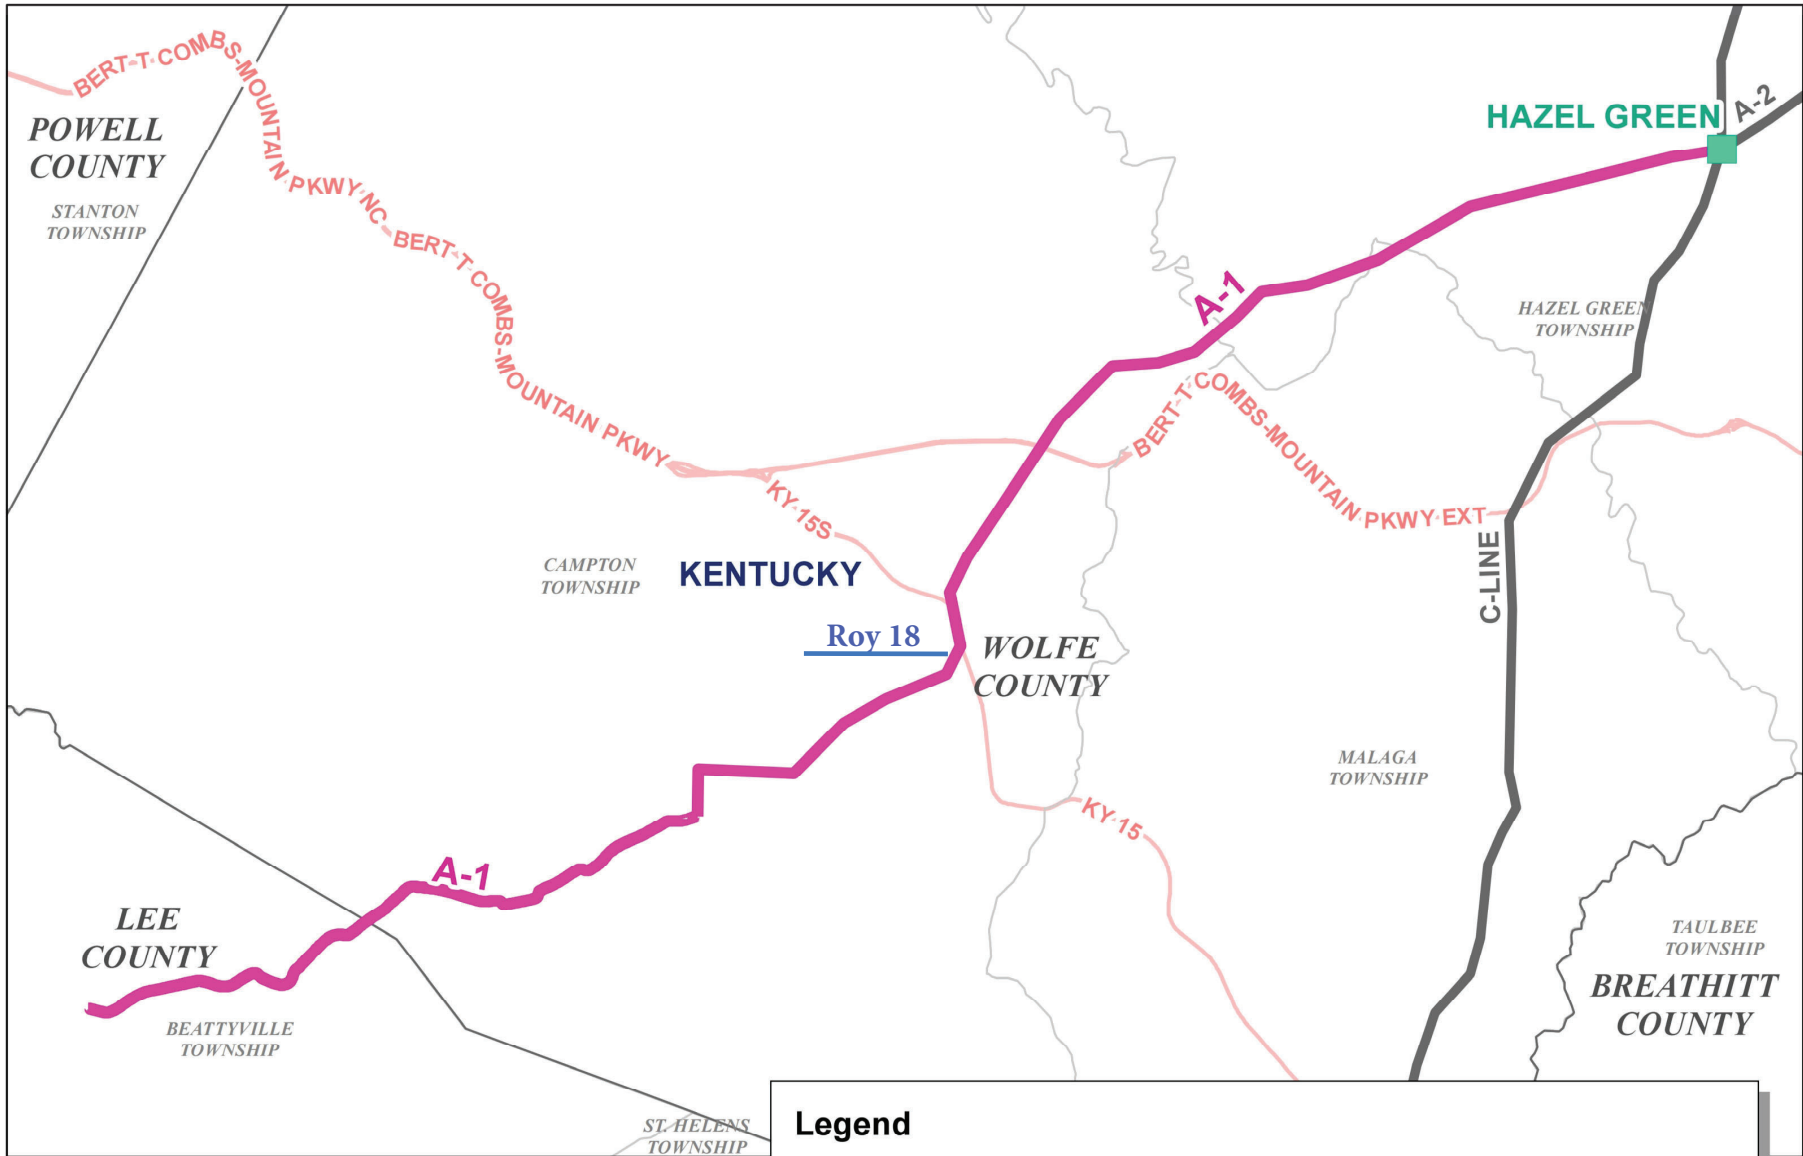 BERT-T-COMBS-MOUNTAIN PKWY NC
POWELL
COUNTY
STANTON
TOWNSHIP
HAZEL GREEN
A-2
BERT-T-COMBS-MOUNTAIN PKWY
A-1
HAZEL GREEN
TOWNSHIP
BERT-T-COMBS-MOUNTAIN-PKWY-EXT
KY-15S
C-LINE
CAMPTON
TOWNSHIP
KENTUCKY
Roy 18
WOLFE
COUNTY
MALAGA
TOWNSHIP
KY-15
A-1
LEE
COUNTY
TAULBEE
TOWNSHIP
BREATHITT
COUNTY
BEATTYVILLE
TOWNSHIP
ST. HELENS
TOWNSHIP
Legend